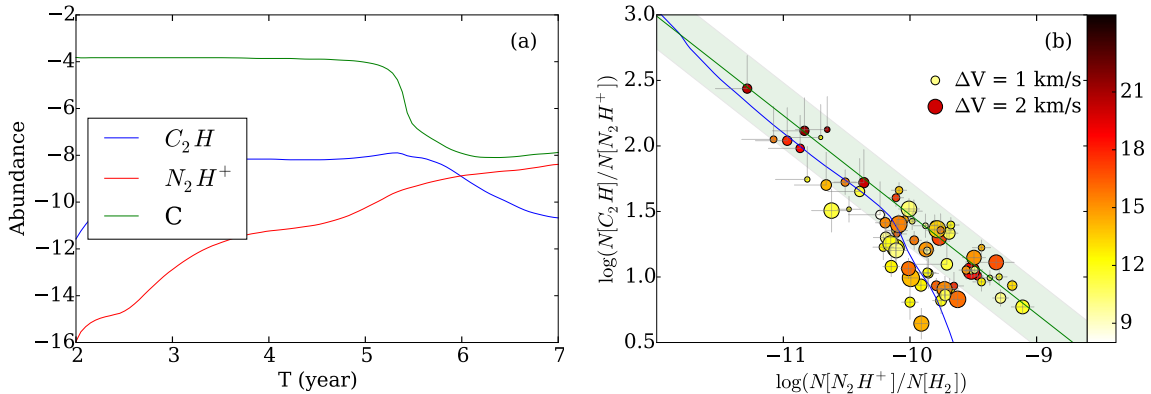 −2
−4
−6
−8
−10
−12
−14
−16
Abundance
(a)
C₂H
N₂H⁺
C
2
3
4
5
6
7
T (year)
3.0
2.5
2.0
1.5
1.0
0.5
log(N[C₂H]/N[N₂H⁺])
(b)
ΔV = 1 km/s
ΔV = 2 km/s
−11
−10
−9
log(N[N₂H⁺]/N[H₂])
21
18
15
12
9